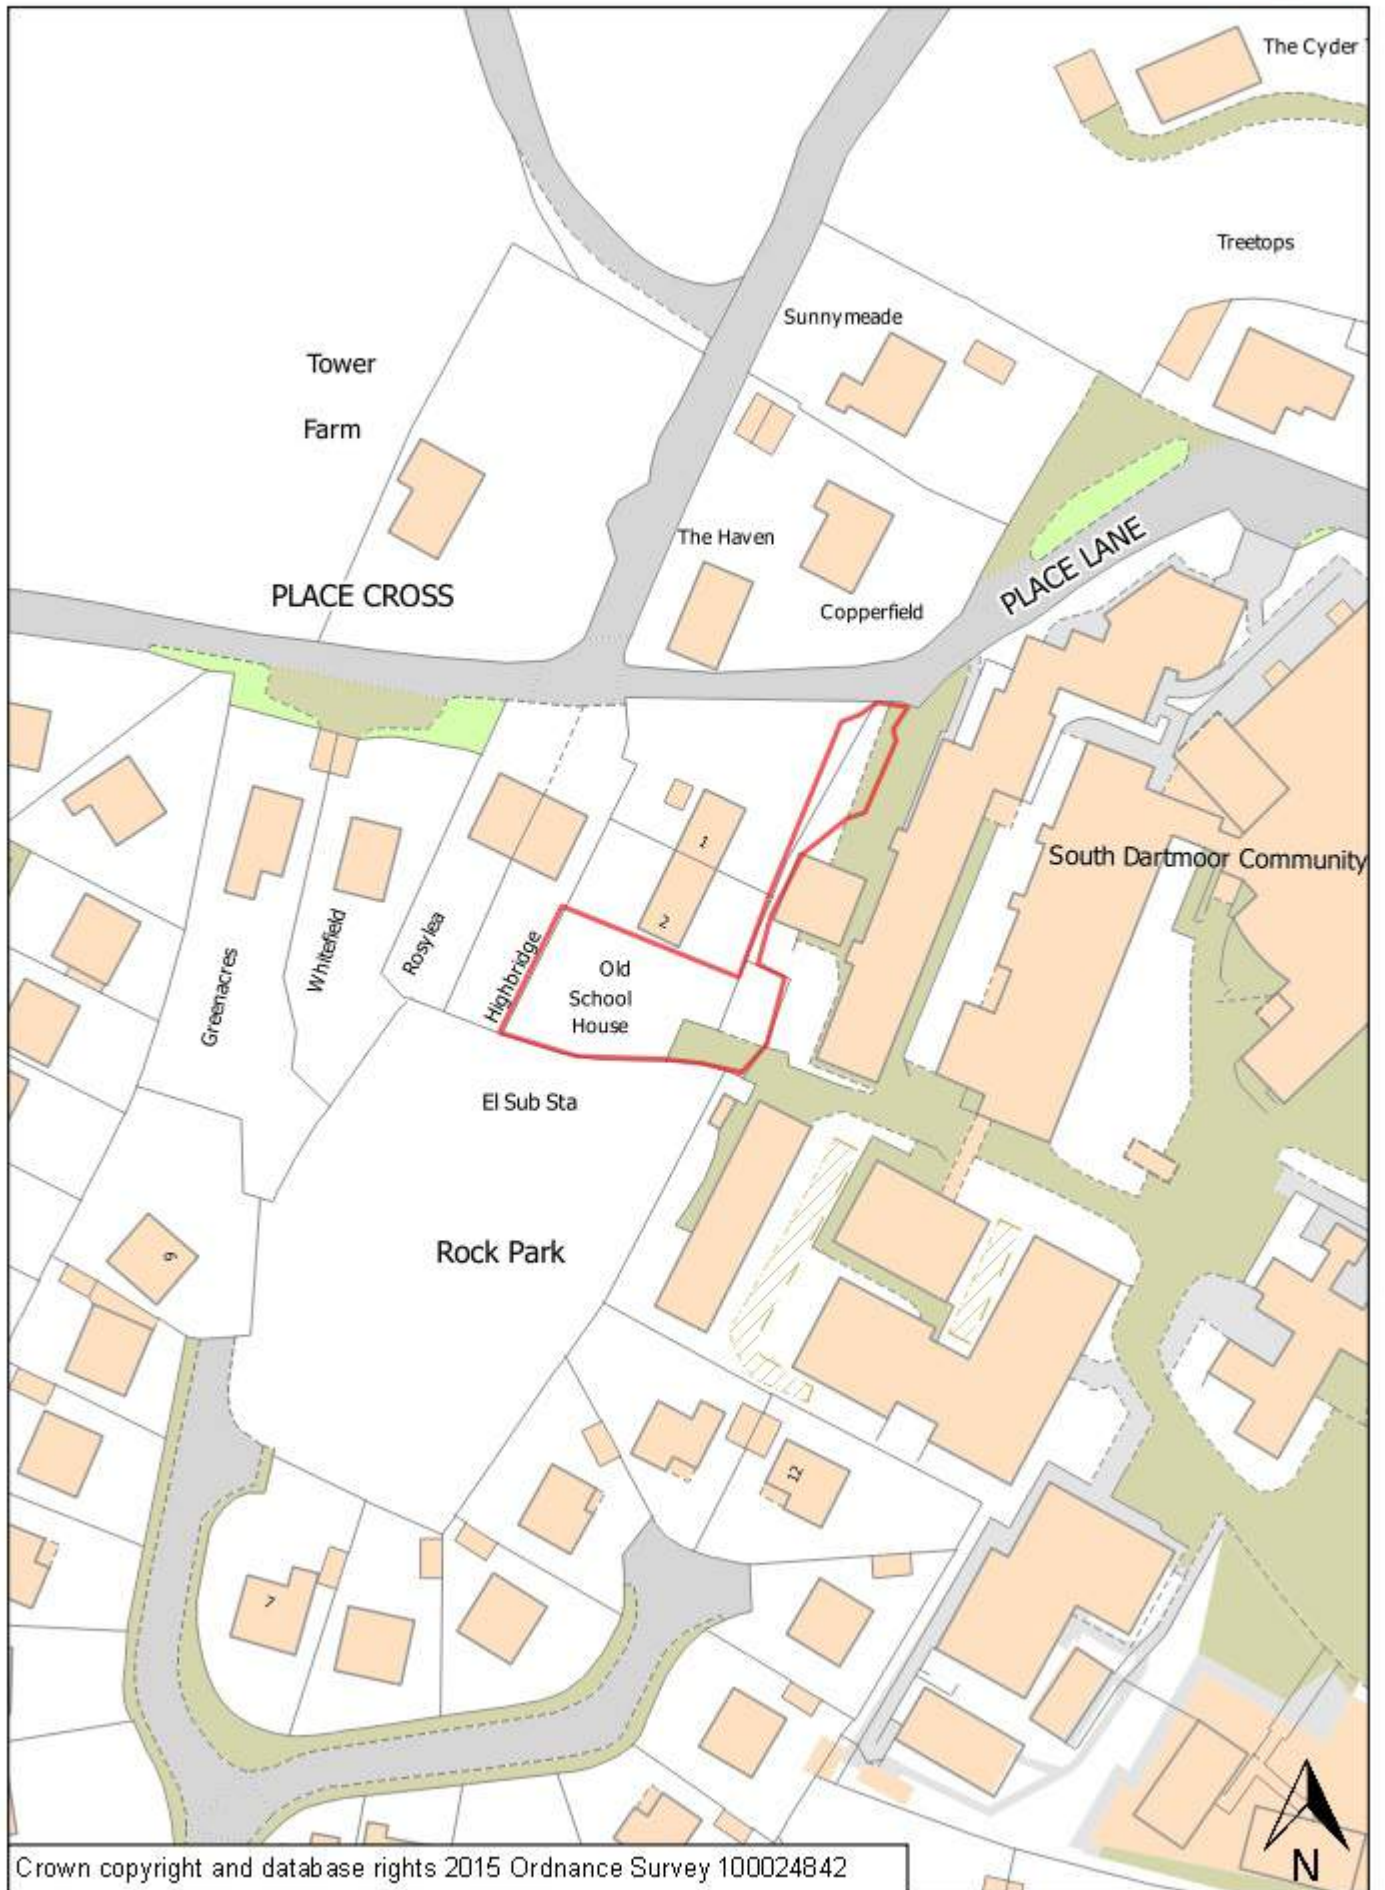 The Cyder
Treetops
Sunnymeade
Tower
Farm
The Haven
PLACE LANE
PLACE CROSS
Copperfield
1
South Dartmoor Community
2
Whitefield
Rosylea
Highbridge
Greenacres
Old
School
House
El Sub Sta
Rock Park
9
12
7
Crown copyright and database rights 2015 Ordnance Survey 100024842
N